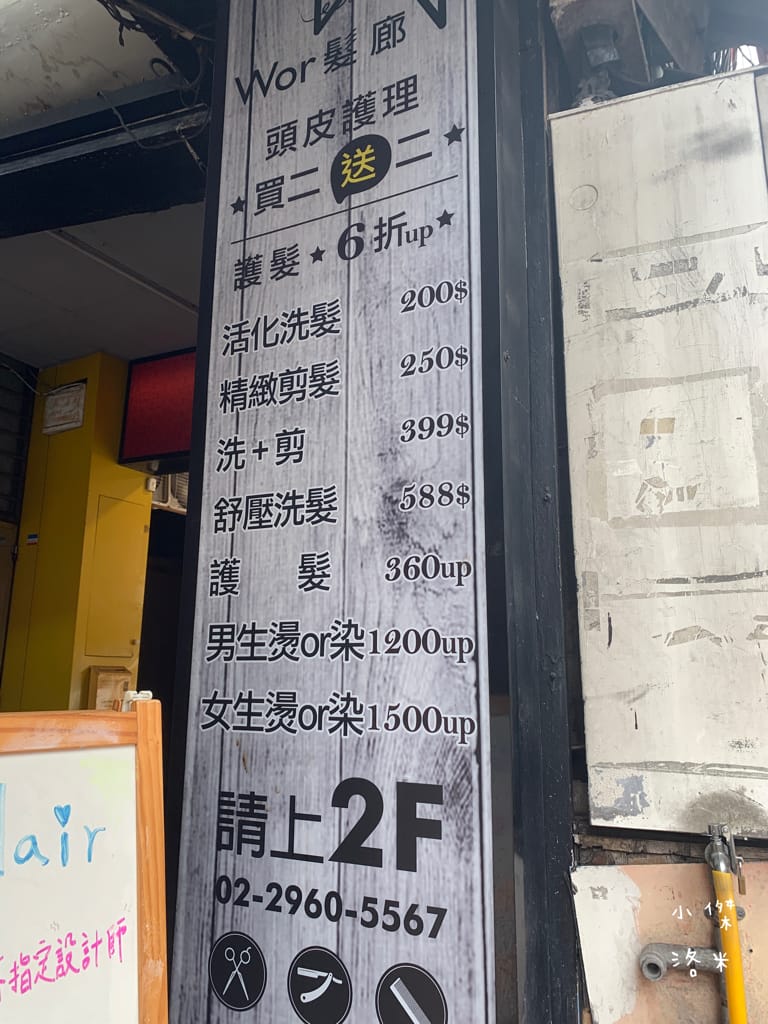 Wor髮廊
頭皮護理
★買二送二★
護髮★6折up★
活化洗髮 200$
精緻剪髮 250$
洗+剪 399$
舒壓洗髮 588$
護 髮 360up
男生燙or染1200up
女生燙or染1500up
請上2F
02-2960-5567
air
指定設計師
小傑
洛米